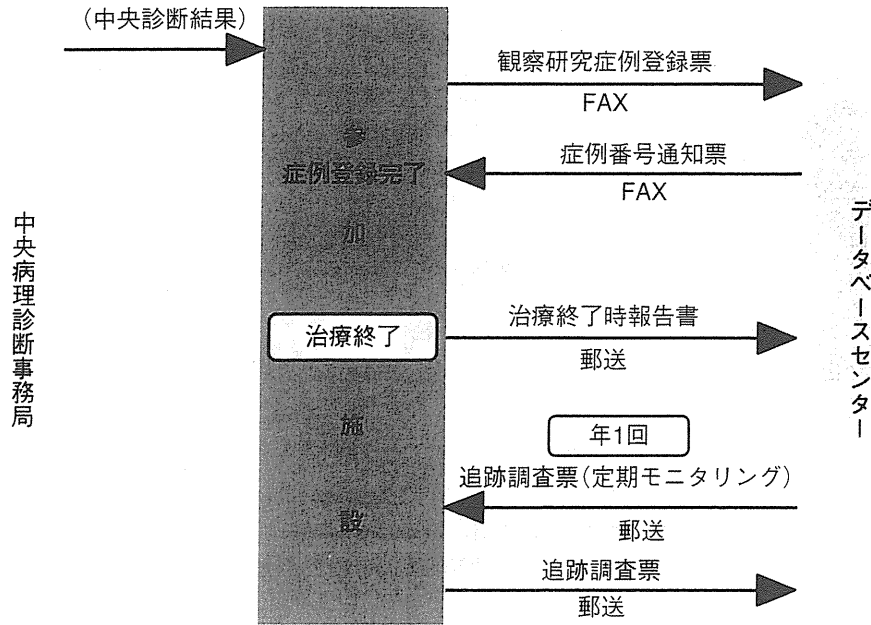 (中央診断結果)
観察研究症例登録票
FAX
症例番号通知票
FAX
参
症例登録完了
加
施
設
中央病理診断事務局
データベースセンター
治療終了
治療終了時報告書
郵送
年1回
追跡調査票(定期モニタリング)
郵送
追跡調査票
郵送